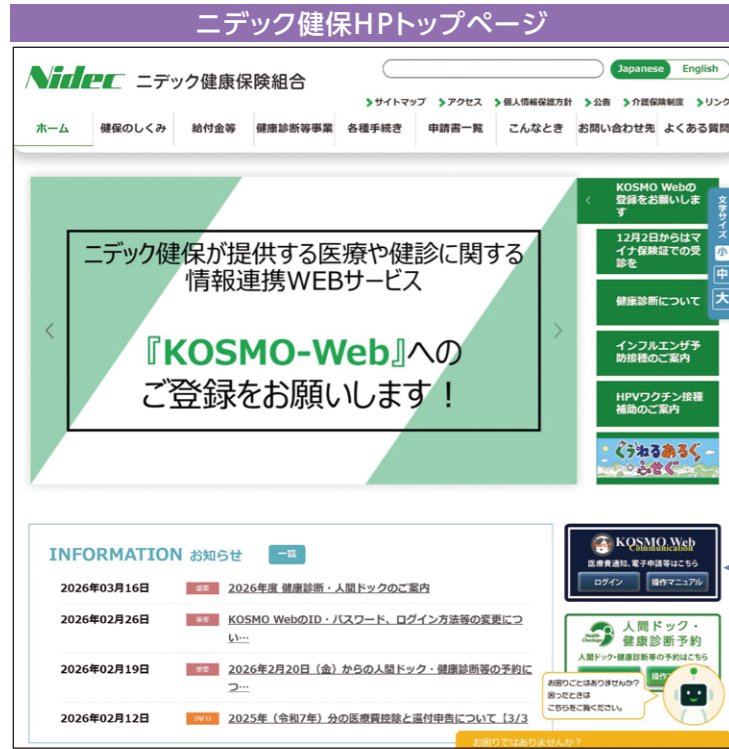 ニデック健保HPトップページ
Nidec ニデック健康保険組合
Japanese English
サイトマップ アクセス 個人情報保護方針 公告 介護保険制度 リンク
ホーム 健保のしくみ 給付金等 健康診断等事業 各種手続き 申請書一覧 こんなとき お問い合わせ先 よくある質問
ニデック健保が提供する医療や健診に関する
情報連携WEBサービス
『KOSMO-Web』への
ご登録をお願いします!
KOSMO Webの
登録をお願いしま
す
12月2日からはマ
イナ保険証での受
診を
健康診断について
インフルエンザ予
防接種のご案内
HPVワクチン接種
補助のご案内
くうねるあるく
ふせぐ
文字サイズ
小
中
大
INFORMATION お知らせ 一覧
2026年03月16日 重要 2026年度 健康診断・人間ドックのご案内
2026年02月26日 重要 KOSMO WebのID・パスワード、ログイン方法等の変更につ
い…
2026年02月19日 重要 2026年2月20日(金)からの人間ドック・健康診断等の予約に
つ…
2026年02月12日 INFO 2025年(令和7年)分の医療費控除と還付申告について【3/3
KOSMO Web
Communication
医療費通知、電子申請等はこちら
ログイン 操作マニュアル
人間ドック・
健康診断予約
人間ドック・健康診断等の予約はこちら
お困りごとはありませんか?
困ったときは
こちらをご覧ください。
お困りではありませんか?